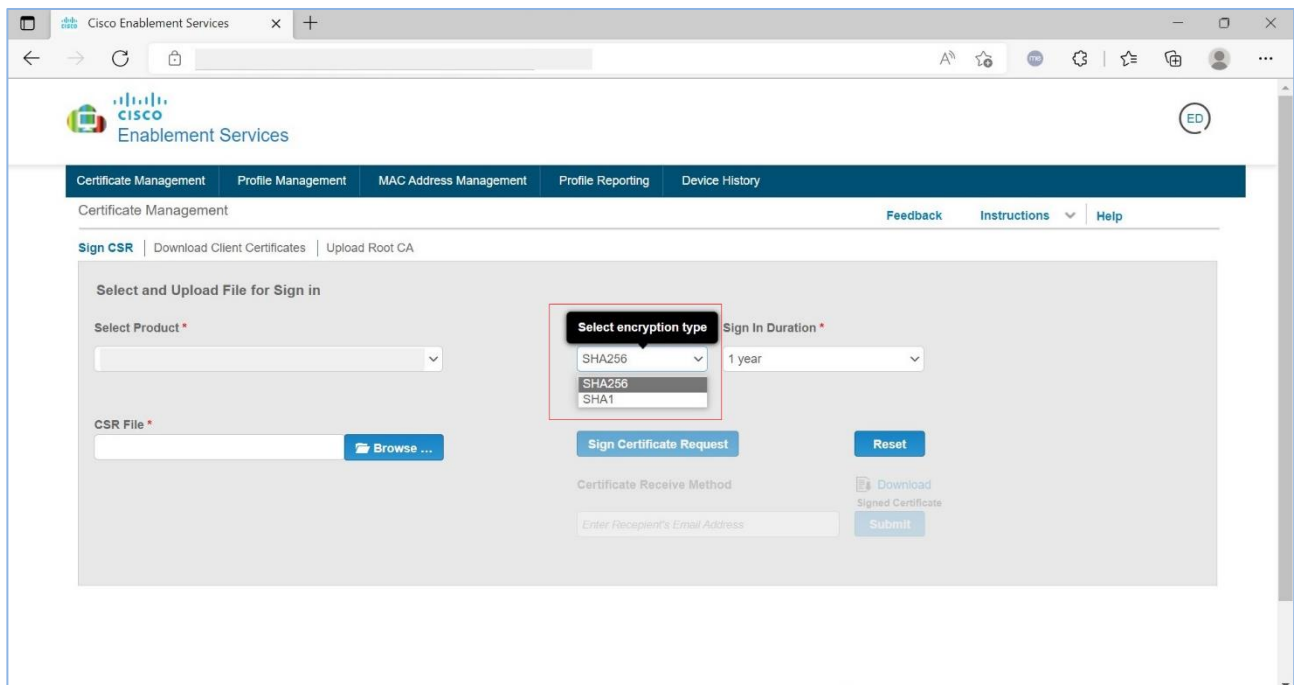 Cisco Enablement Services
CISCO
Enablement Services
ED
Certificate Management Profile Management MAC Address Management Profile Reporting Device History
Certificate Management
Feedback Instructions Help
Sign CSR | Download Client Certificates | Upload Root CA
Select and Upload File for Sign in
Select Product * Select encryption type Sign In Duration *
SHA256 1 year
SHA256
SHA1
CSR File *
Browse ... Sign Certificate Request Reset
Certificate Receive Method Download
Signed Certificate
Enter Recepient's Email Address Submit